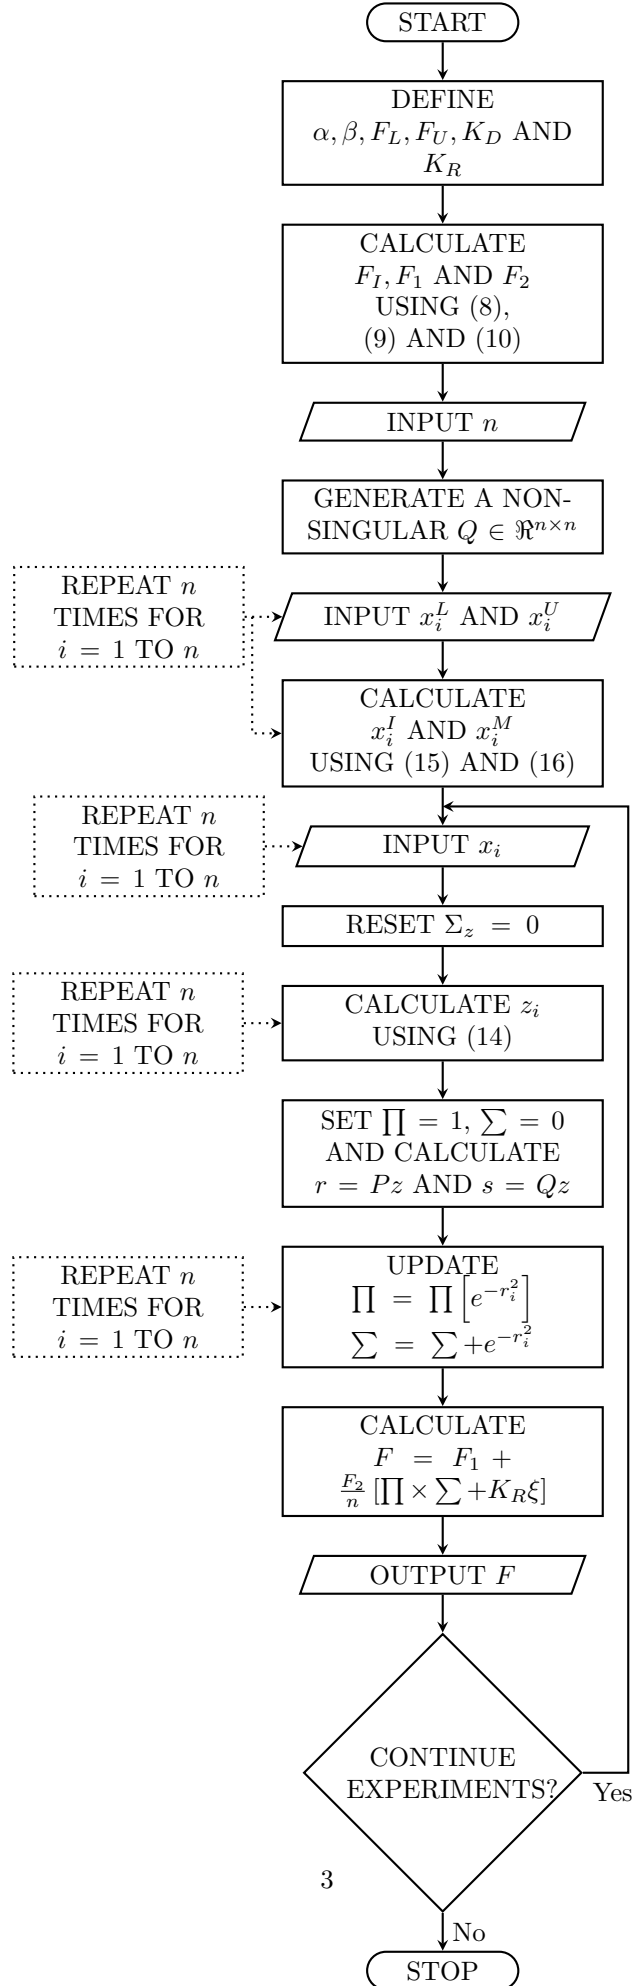 START
DEFINE
α, β, F_L, F_U, K_D AND
K_R
CALCULATE
F_I, F_1 AND F_2
USING (8),
(9) AND (10)
INPUT n
GENERATE A NON-
SINGULAR Q ∈ ℜ^{n×n}
REPEAT n
TIMES FOR
i = 1 TO n
INPUT x_i^L AND x_i^U
CALCULATE
x_i^I AND x_i^M
USING (15) AND (16)
REPEAT n
TIMES FOR
i = 1 TO n
INPUT x_i
RESET Σ_z = 0
REPEAT n
TIMES FOR
i = 1 TO n
CALCULATE z_i
USING (14)
SET ∏ = 1, ∑ = 0
AND CALCULATE
r = Pz AND s = Qz
REPEAT n
TIMES FOR
i = 1 TO n
UPDATE
∏ = ∏ [e^{-r_i^2}]
∑ = ∑ +e^{-r_i^2}
CALCULATE
F = F_1 +
\frac{F_2}{n} [∏ × ∑ +K_R ξ]
OUTPUT F
CONTINUE
EXPERIMENTS?
Yes
3
No
STOP